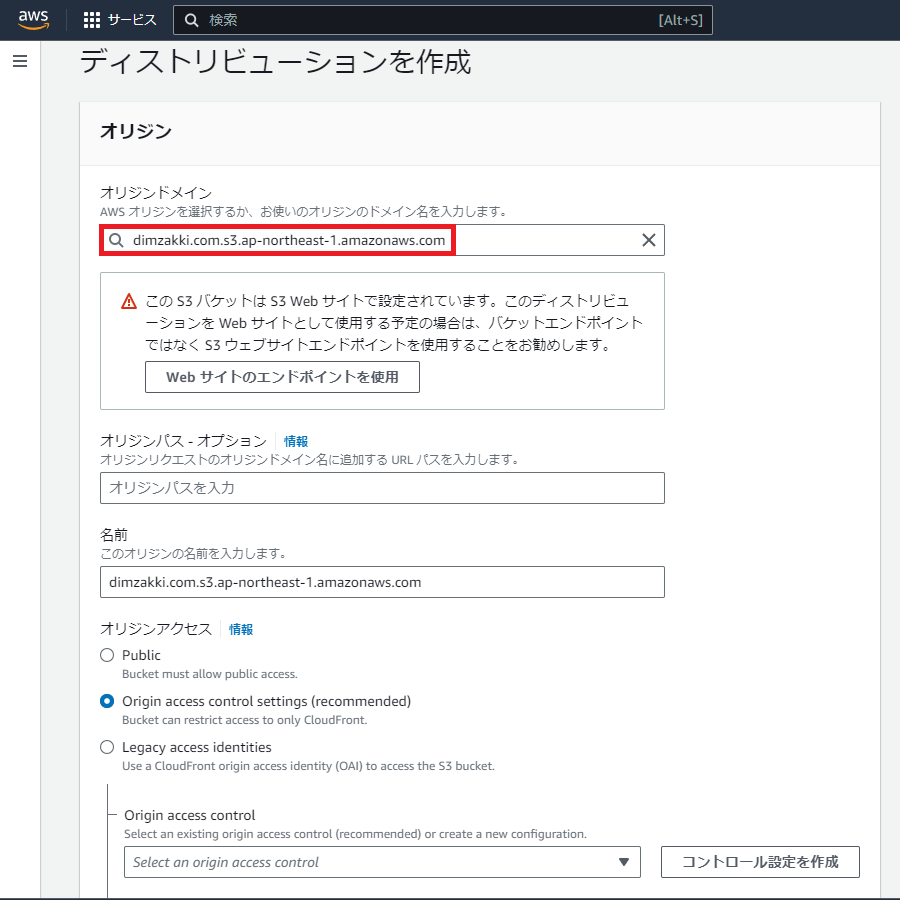 aws
サービス
検索
[Alt+S]
ディストリビューションを作成
オリジン
オリジンドメイン
AWS オリジンを選択するか、お使いのオリジンのドメイン名を入力します。
dimzakki.com.s3.ap-northeast-1.amazonaws.com
この S3 バケットは S3 Web サイトで設定されています。このディストリビュ
ーションを Web サイトとして使用する予定の場合は、バケットエンドポイント
ではなく S3 ウェブサイトエンドポイントを使用することをお勧めします。
Web サイトのエンドポイントを使用
オリジンパス - オプション
情報
オリジンリクエストのオリジンドメイン名に追加する URL パスを入力します。
オリジンパスを入力
名前
このオリジンの名前を入力します。
dimzakki.com.s3.ap-northeast-1.amazonaws.com
オリジンアクセス
情報
Public
Bucket must allow public access.
Origin access control settings (recommended)
Bucket can restrict access to only CloudFront.
Legacy access identities
Use a CloudFront origin access identity (OAI) to access the S3 bucket.
Origin access control
Select an existing origin access control (recommended) or create a new configuration.
Select an origin access control
コントロール設定を作成